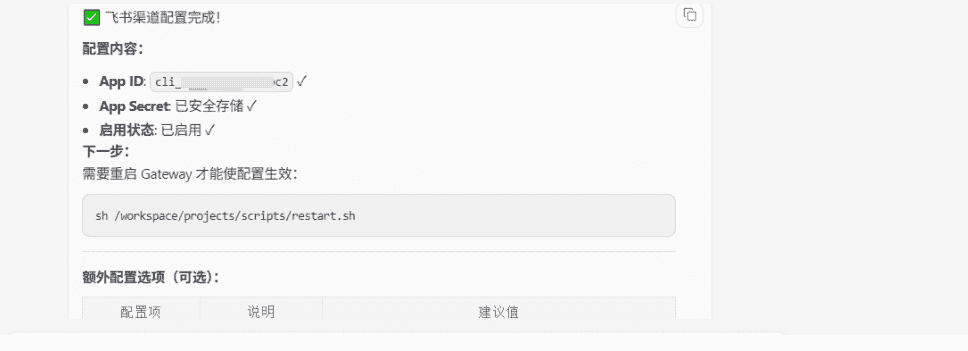 ✅ 飞书渠道配置完成！
配置内容：
• App ID: cli_ c2 ✓
• App Secret: 已安全存储 ✓
• 启用状态: 已启用 ✓
下一步：
需要重启 Gateway 才能使配置生效：
sh /workspace/projects/scripts/restart.sh
额外配置选项（可选）：
配置项 说明 建议值